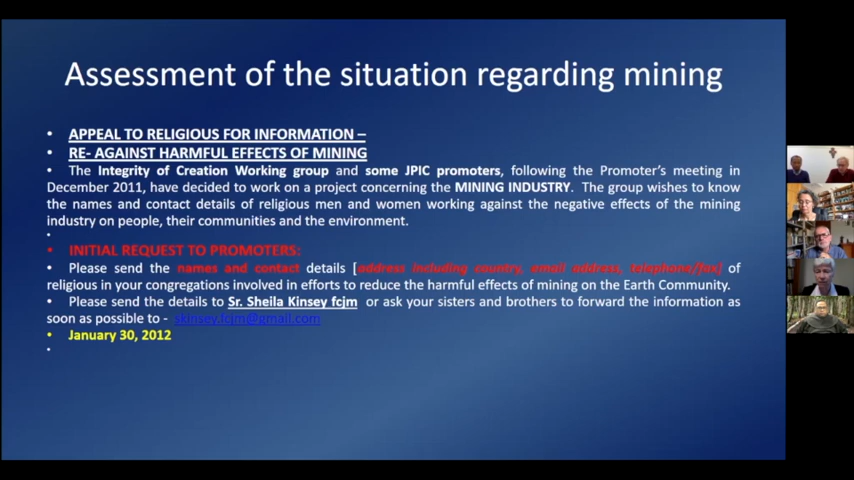 Assessment of the situation regarding mining
• APPEAL TO RELIGIOUS FOR INFORMATION –
• RE- AGAINST HARMFUL EFFECTS OF MINING
• The Integrity of Creation Working group and some JPIC promoters, following the Promoter's meeting in
December 2011, have decided to work on a project concerning the MINING INDUSTRY. The group wishes to know
the names and contact details of religious men and women working against the negative effects of the mining
industry on people, their communities and the environment.
•
• INITIAL REQUEST TO PROMOTERS:
• Please send the names and contact details [address including country, email address, telephone/fax] of
religious in your congregations involved in efforts to reduce the harmful effects of mining on the Earth Community.
• Please send the details to Sr. Sheila Kinsey fcjm or ask your sisters and brothers to forward the information as
soon as possible to - skinsey.fcjm@gmail.com
• January 30, 2012
•